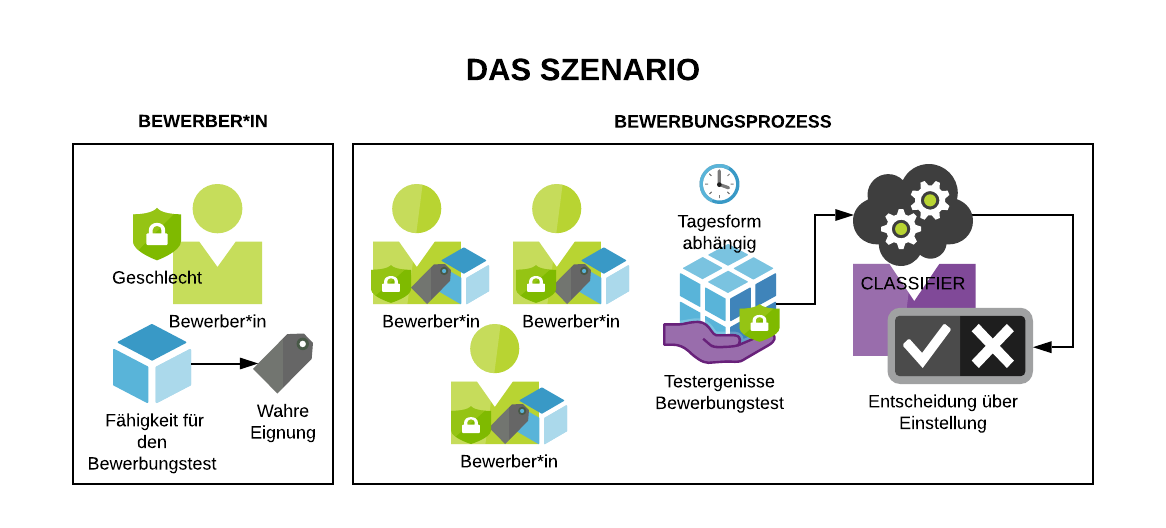 DAS SZENARIO
BEWERBER*IN
Geschlecht
Bewerber*in
Fähigkeit für
den
Bewerbungstest
Wahre
Eignung
BEWERBUNGSPROZESS
Bewerber*in
Bewerber*in
Bewerber*in
Tagesform
abhängig
Testergenisse
Bewerbungstest
CLASSIFIER
Entscheidung über
Einstellung